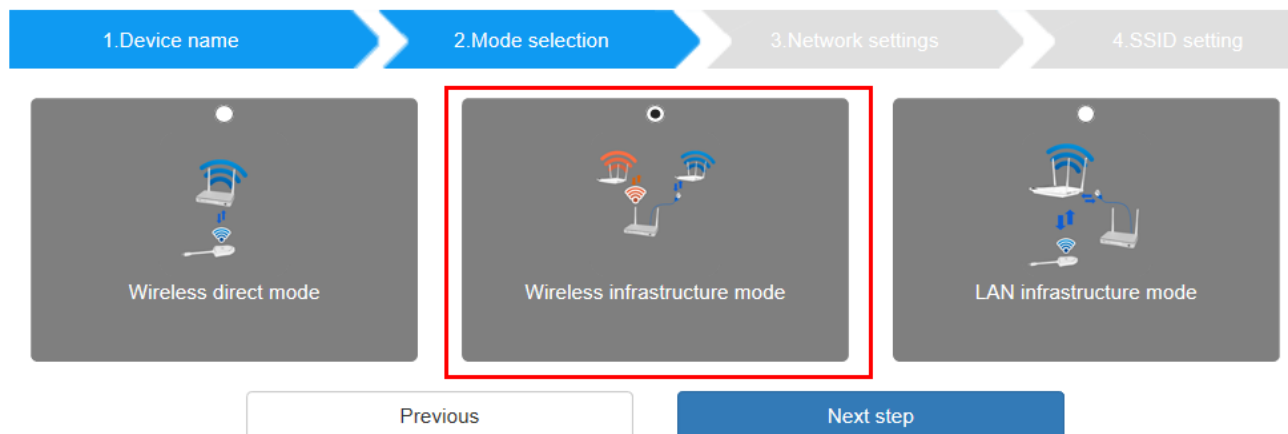 1.Device name
2.Mode selection
3.Network settings
4.SSID setting
Wireless direct mode
Wireless infrastructure mode
LAN infrastructure mode
Previous
Next step